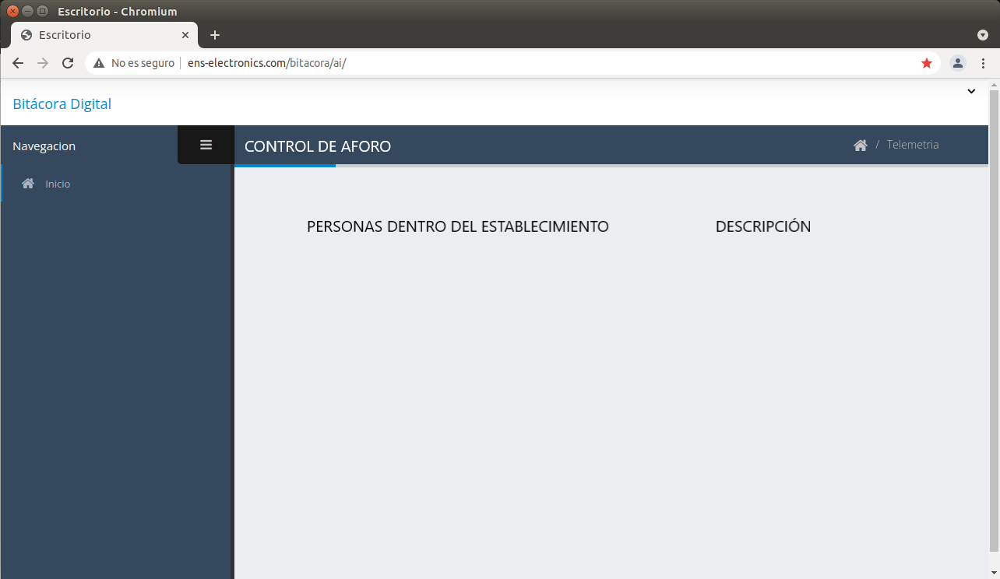 Escritorio - Chromium
Escritorio
No es seguro
ens-electronics.com/bitacora/ai/
Bitácora Digital
Navegacion
CONTROL DE AFORO
/ Telemetria
Inicio
PERSONAS DENTRO DEL ESTABLECIMIENTO
DESCRIPCIÓN